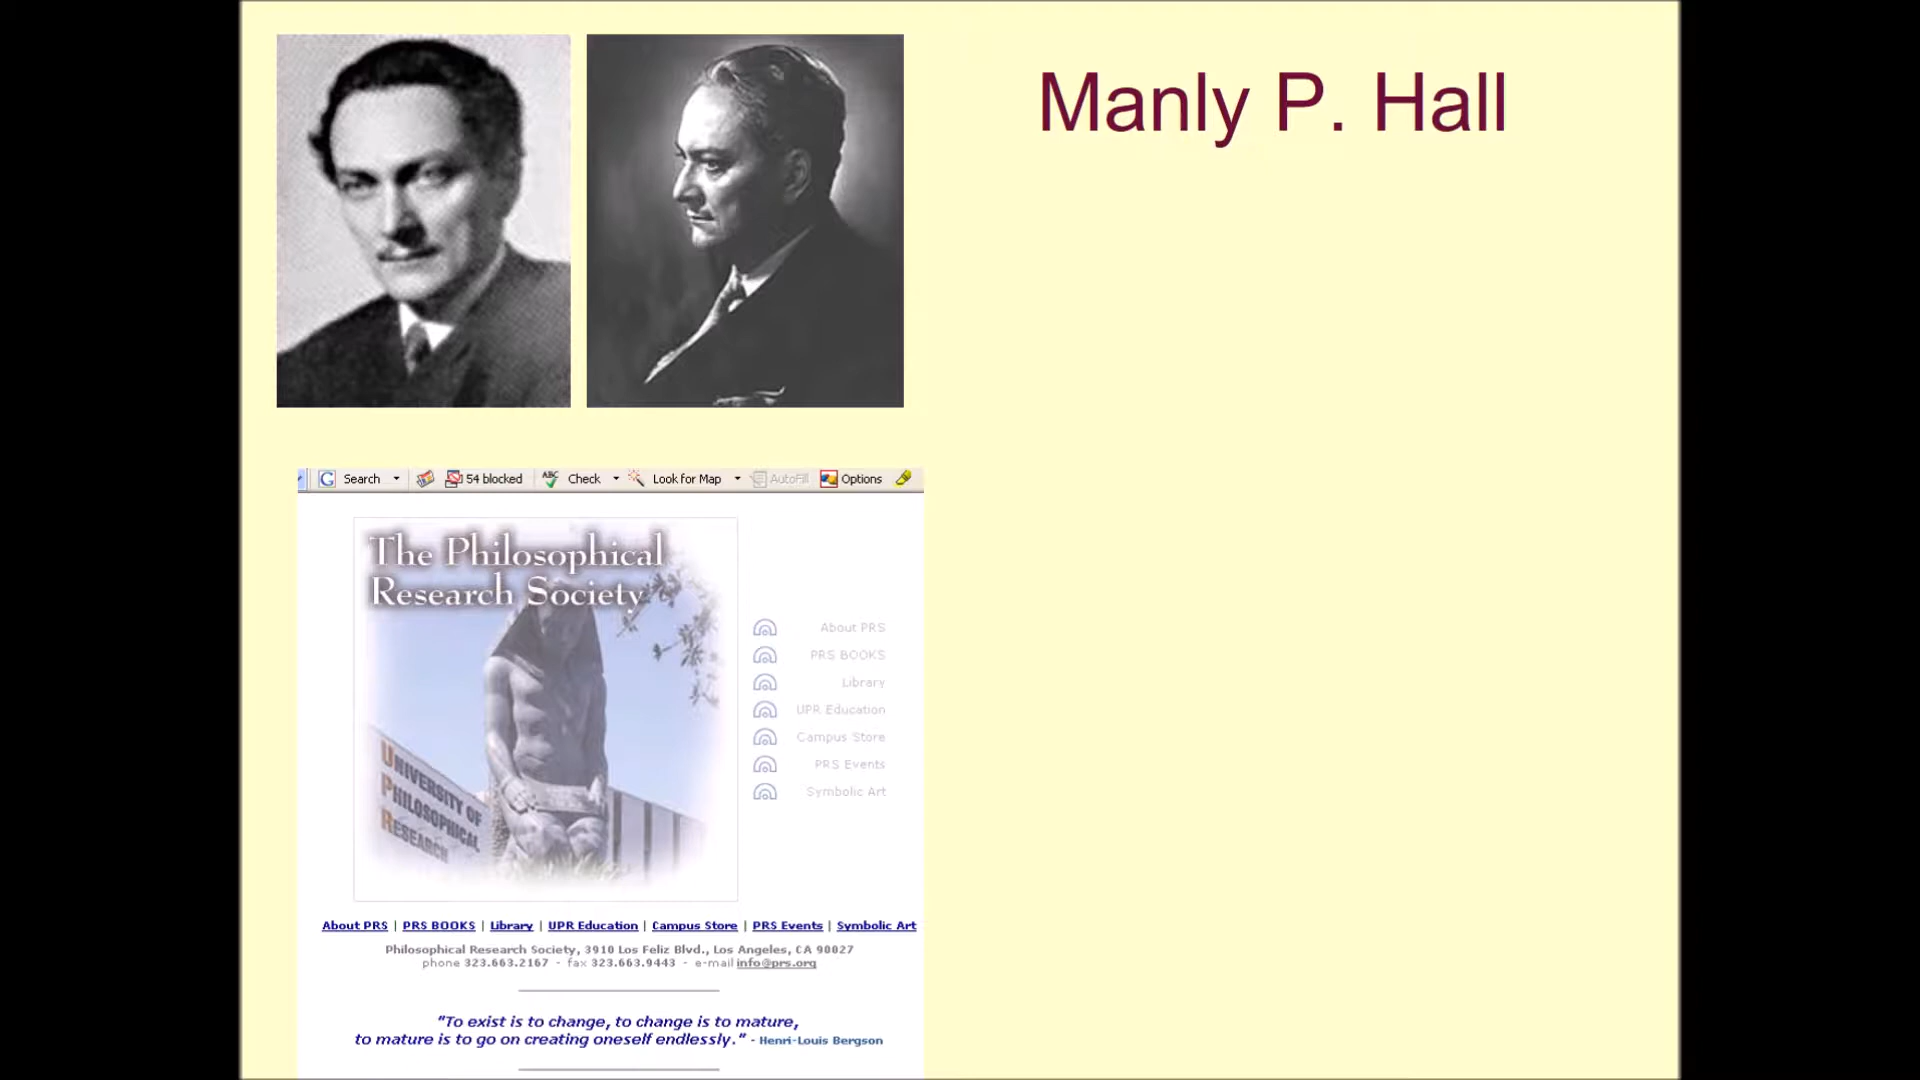 Manly P. Hall
Search
54 blocked
ABC
Check
Look for Map
AutoFill
Options
The Philosophical
Research Society
UNIVERSITY OF
PHILOSOPHICAL
RESEARCH
About PRS
PRS BOOKS
Library
UPR Education
Campus Store
PRS Events
Symbolic Art
About PRS | PRS BOOKS | Library | UPR Education | Campus Store | PRS Events | Symbolic Art
Philosophical Research Society, 3910 Los Feliz Blvd., Los Angeles, CA 90027
phone 323.663.2167 - fax 323.663.9443 - e-mail info@prs.org
"To exist is to change, to change is to mature,
to mature is to go on creating oneself endlessly." - Henri-Louis Bergson